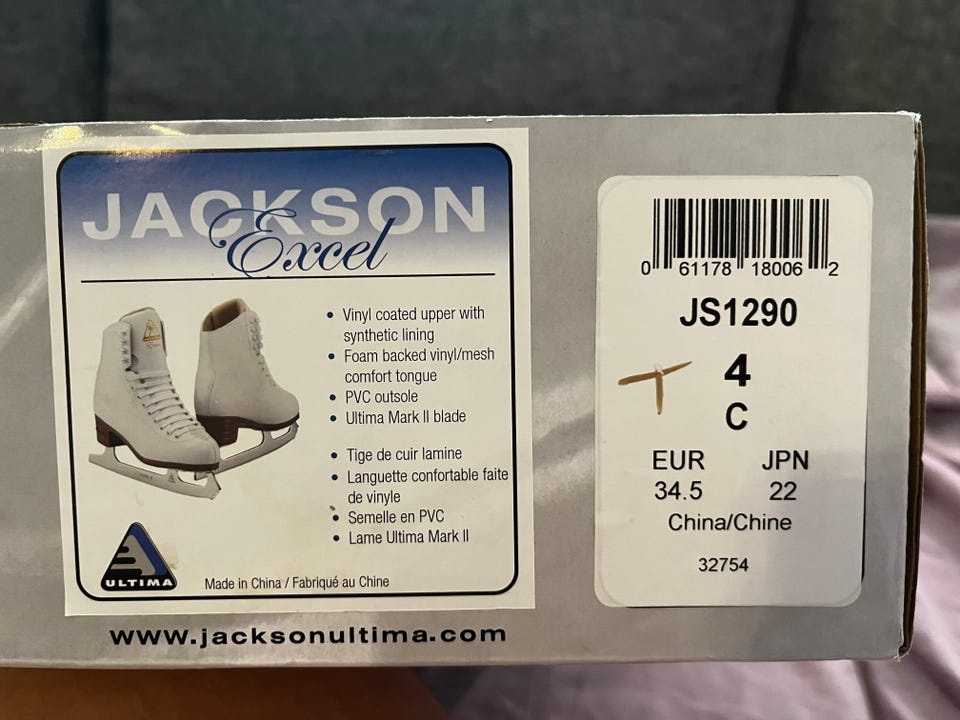 JACKSON
Excel
• Vinyl coated upper with
synthetic lining
• Foam backed vinyl/mesh
comfort tongue
• PVC outsole
• Ultima Mark II blade
• Tige de cuir lamine
• Languette confortable faite
de vinyle
• Semelle en PVC
• Lame Ultima Mark II
ULTIMA
Made in China / Fabriqué au Chine
www.jacksonultima.com
0 61178 18006 2
JS1290
4
C
EUR JPN
34.5 22
China/Chine
32754